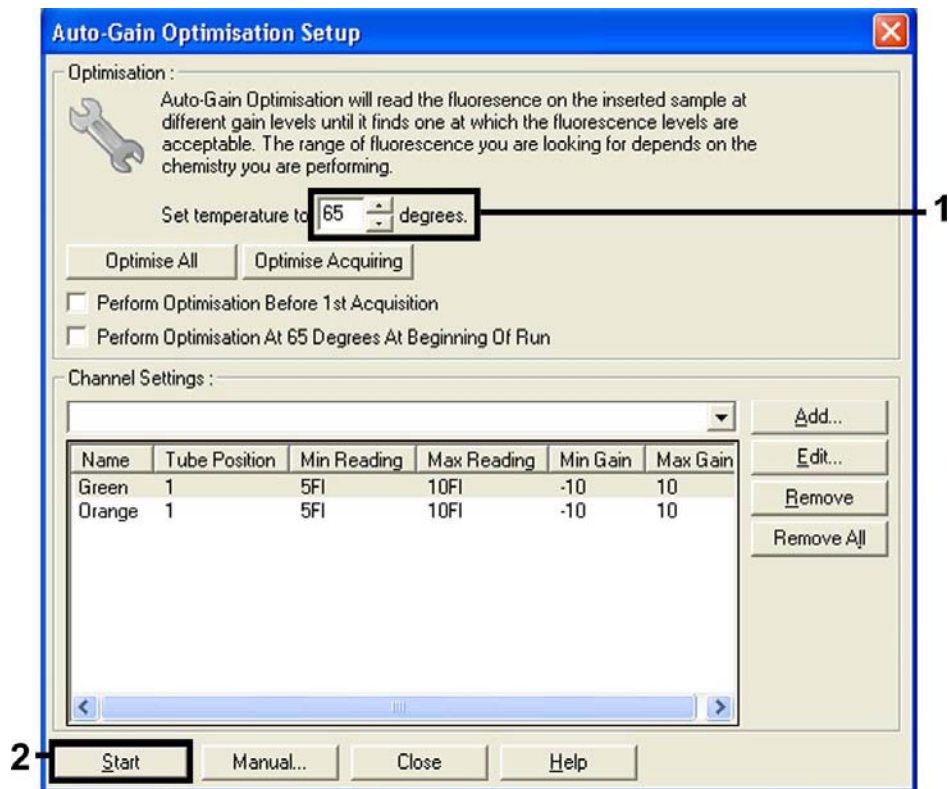 Auto-Gain Optimisation Setup
Optimisation :
Auto-Gain Optimisation will read the fluoresence on the inserted sample at
different gain levels until it finds one at which the fluorescence levels are
acceptable. The range of fluorescence you are looking for depends on the
chemistry you are performing.
Set temperature to 65 degrees.
1
Optimise All Optimise Acquiring
Perform Optimisation Before 1st Acquisition
Perform Optimisation At 65 Degrees At Beginning Of Run
Channel Settings :
Add...
Name Tube Position Min Reading Max Reading Min Gain Max Gain
Edit...
Green 1 5Fl 10Fl -10 10
Remove
Orange 1 5Fl 10Fl -10 10
Remove All
2
Start Manual... Close Help